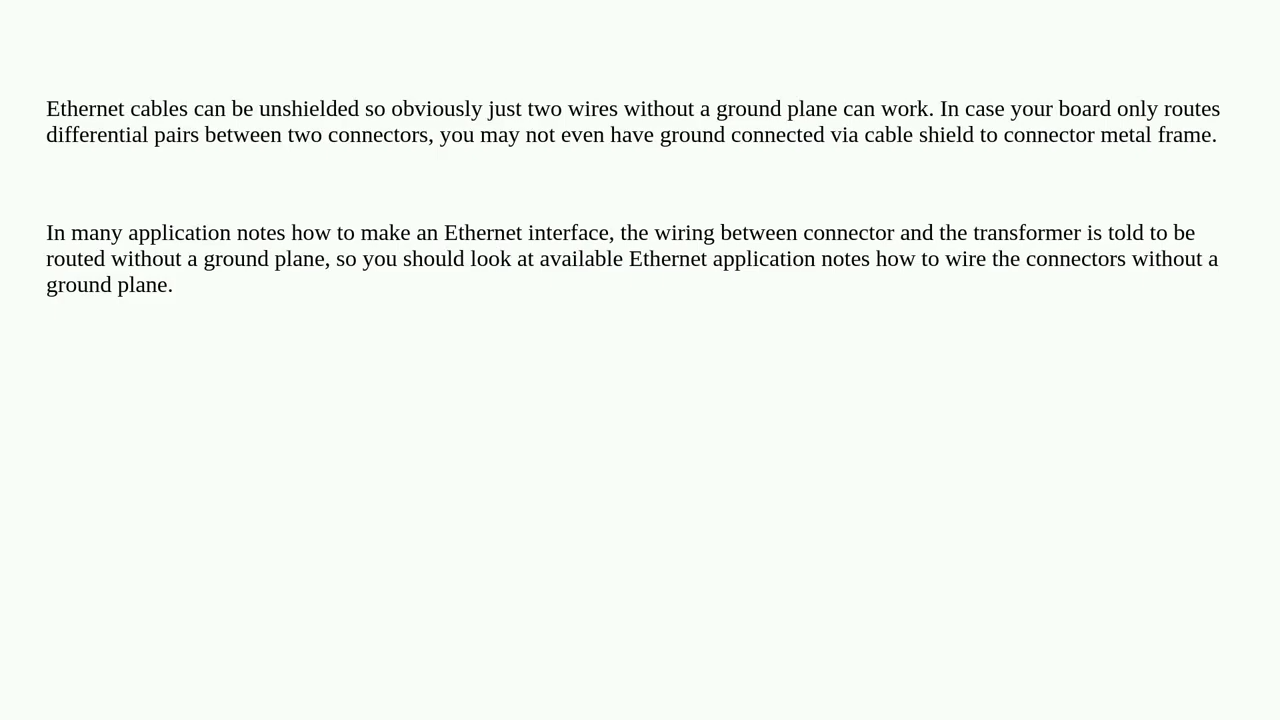 Ethernet cables can be unshielded so obviously just two wires without a ground plane can work. In case your board only routes
differential pairs between two connectors, you may not even have ground connected via cable shield to connector metal frame.
In many application notes how to make an Ethernet interface, the wiring between connector and the transformer is told to be
routed without a ground plane, so you should look at available Ethernet application notes how to wire the connectors without a
ground plane.